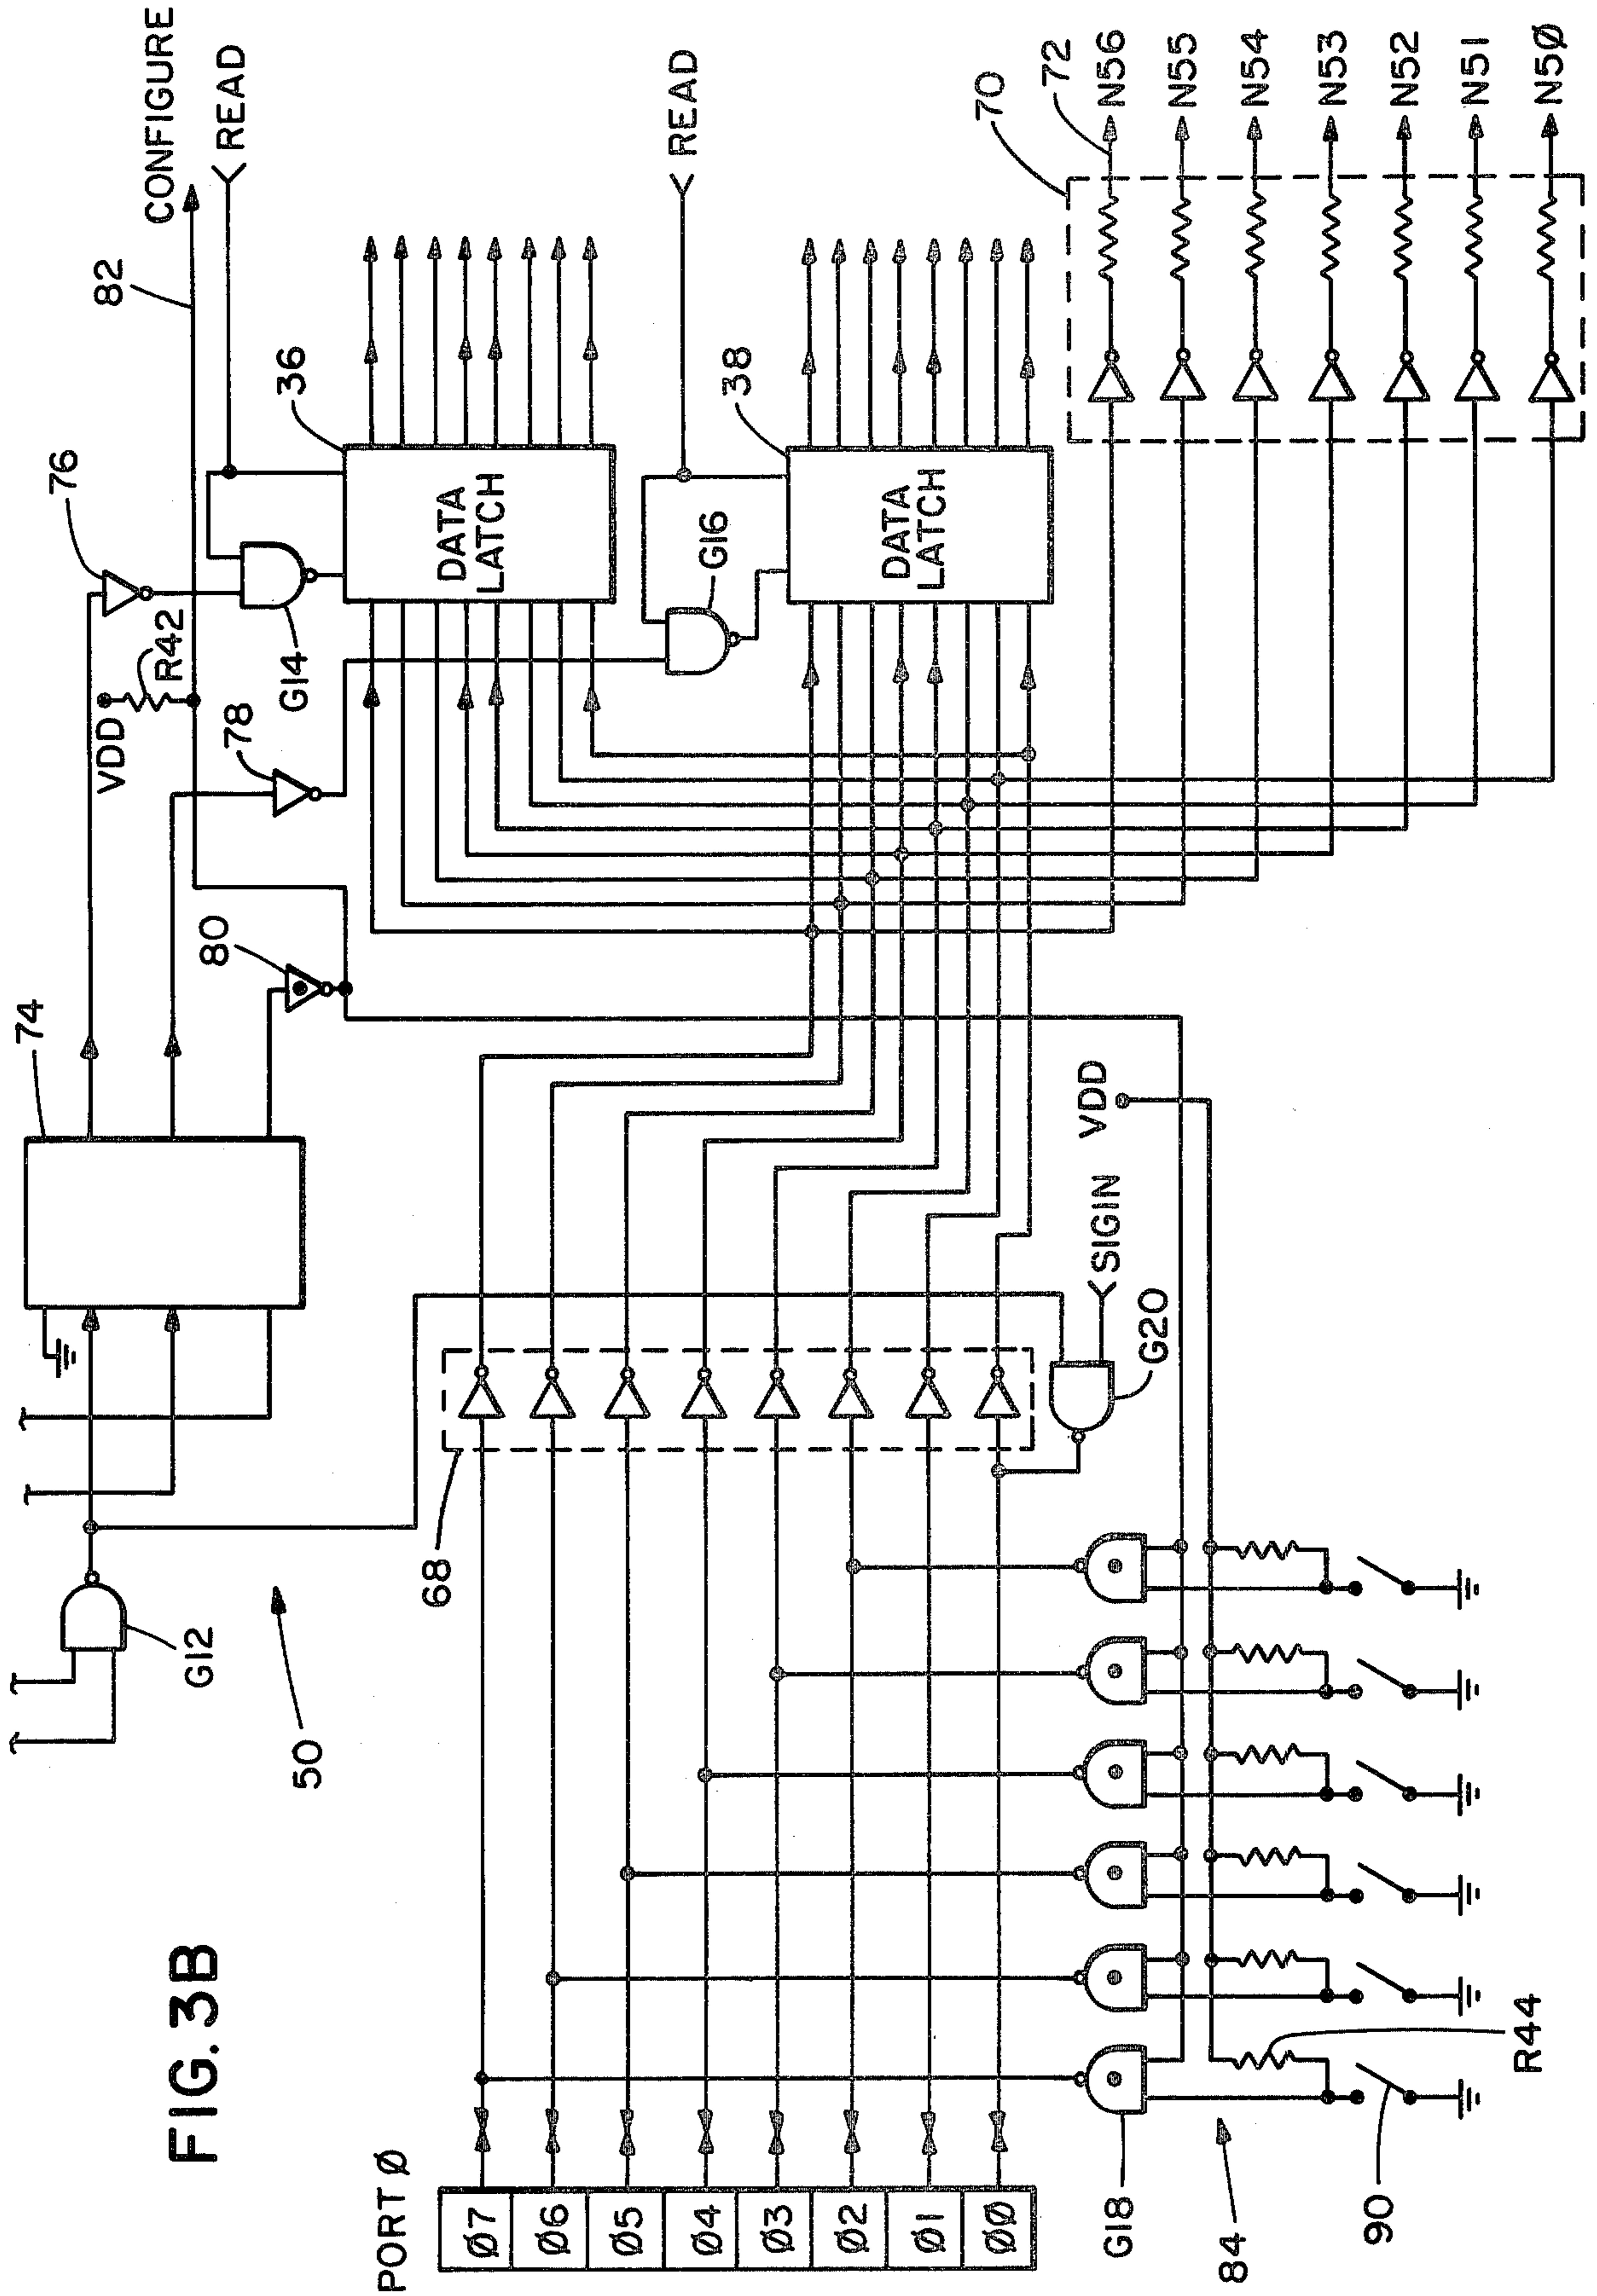 FIG. 3B
PORT Ø
Ø7
Ø6
Ø5
Ø4
Ø3
Ø2
Ø1
ØØ
G12
50
68
74
80
VDD
R42
78
76
82
CONFIGURE
READ
G14
36
DATA
LATCH
READ
G16
38
DATA
LATCH
70
72
N56
N55
N54
N53
N52
N51
N5Ø
SIGIN
G20
VDD
G18
84
90
R44